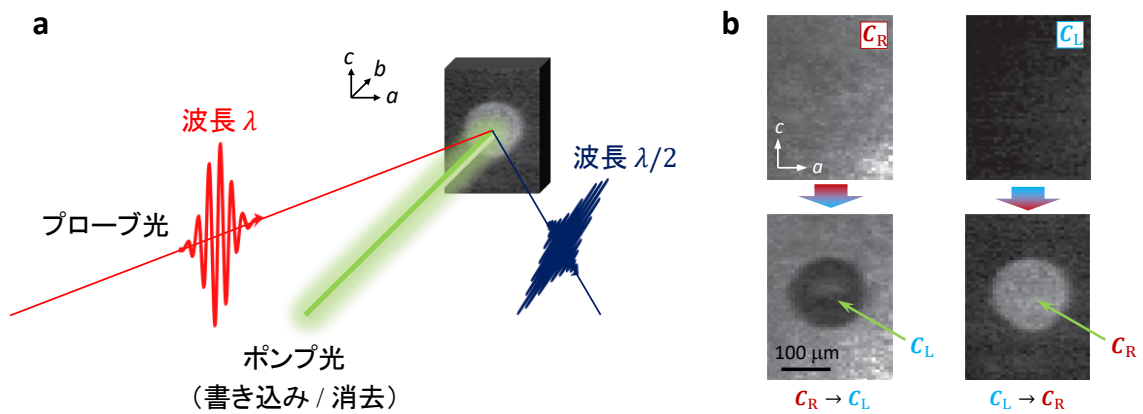 a
c
b
a
波長 λ
プローブ光
波長 λ/2
ポンプ光
（書き込み / 消去）
b
C_R
C_L
c
a
100 μm
C_L
C_R
C_R → C_L
C_L → C_R